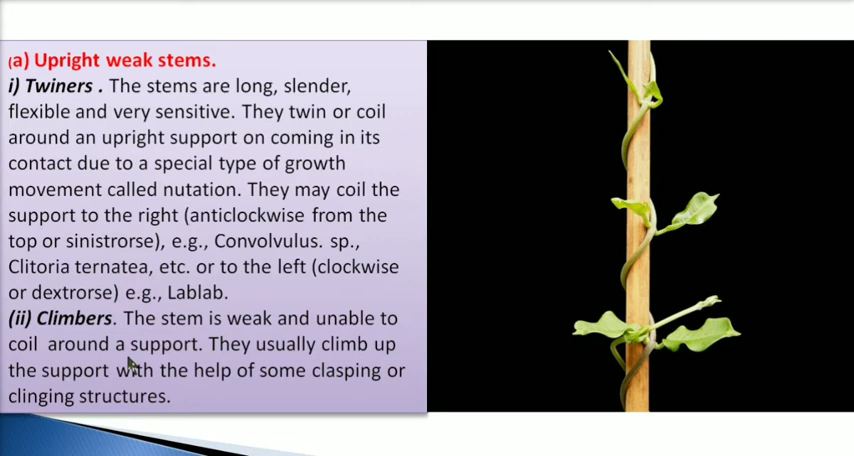 (a) Upright weak stems.
i) Twiners . The stems are long, slender,
flexible and very sensitive. They twin or coil
around an upright support on coming in its
contact due to a special type of growth
movement called nutation. They may coil the
support to the right (anticlockwise from the
top or sinistrorse), e.g., Convolvulus. sp.,
Clitoria ternatea, etc. or to the left (clockwise
or dextrorse) e.g., Lablab.
(ii) Climbers. The stem is weak and unable to
coil around a support. They usually climb up
the support with the help of some clasping or
clinging structures.